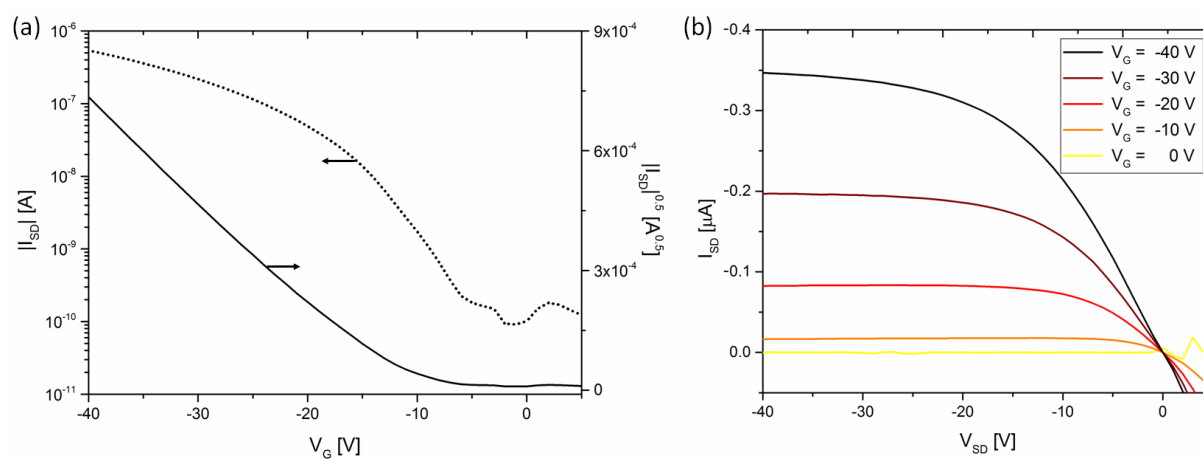 (a)
10⁻⁶
10⁻⁷
10⁻⁸
10⁻⁹
10⁻¹⁰
10⁻¹¹
||SD| [A]
-40
-30
-20
-10
0
V_G [V]
9x10⁻⁴
6x10⁻⁴
3x10⁻⁴
0
||SD|^0.5 [A^0.5]
(b)
-0.4
-0.3
-0.2
-0.1
0.0
I_SD [µA]
-40
-30
-20
-10
0
V_SD [V]
V_G = -40 V
V_G = -30 V
V_G = -20 V
V_G = -10 V
V_G = 0 V